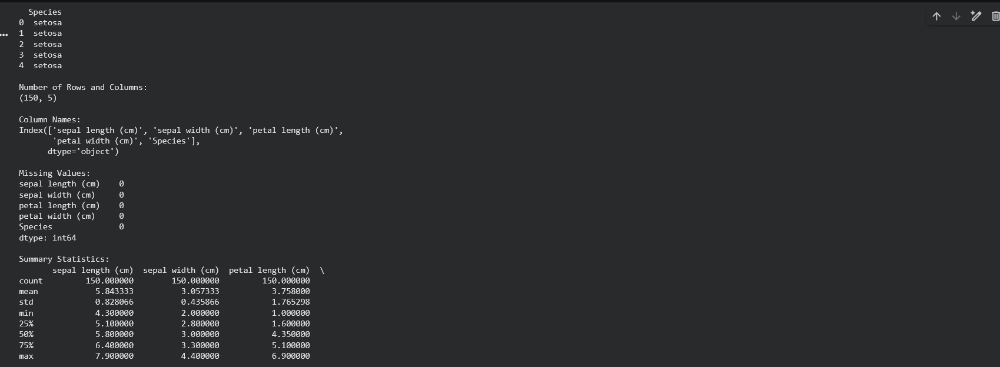 Species
0 setosa
1 setosa
2 setosa
3 setosa
4 setosa
Number of Rows and Columns:
(150, 5)
Column Names:
Index(['sepal length (cm)', 'sepal width (cm)', 'petal length (cm)',
'petal width (cm)', 'Species'],
dtype='object')
Missing Values:
sepal length (cm) 0
sepal width (cm) 0
petal length (cm) 0
petal width (cm) 0
Species 0
dtype: int64
Summary Statistics:
sepal length (cm) sepal width (cm) petal length (cm) \
count 150.000000 150.000000 150.000000
mean 5.843333 3.057333 3.758000
std 0.828066 0.435866 1.765298
min 4.300000 2.000000 1.000000
25% 5.100000 2.800000 1.600000
50% 5.800000 3.000000 4.350000
75% 6.400000 3.300000 5.100000
max 7.900000 4.400000 6.900000